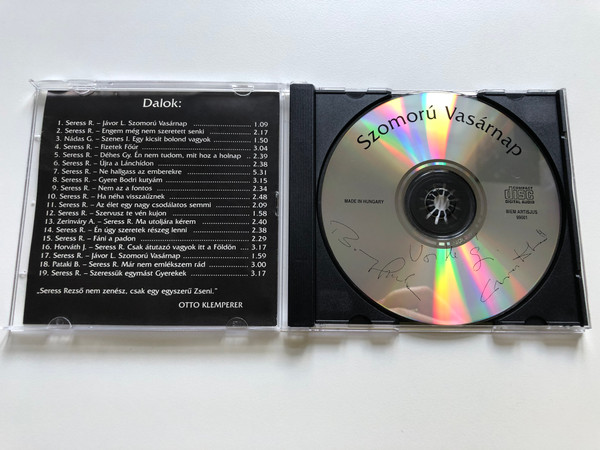 Dalok:
1. Seress R. – Jávor L. Szomorú Vasárnap .......................... 1.09
2. Seress R. – Engem még nem szeretett senki ................ 2.17
3. Nádas G. – Szenes I. Egy kicsit bolond vagyok ............. 1.50
4. Seress R. – Fizetek Főúr ................................................ 3.04
5. Seress R. – Déhes Gy. Én nem tudom, mit hoz a holnap .. 2.39
6. Seress R. – Újra a Lánchídon ........................................ 2.38
7. Seress R. – Ne hallgass az emberekre ........................... 5.31
8. Seress R. – Gyere Bodri kutyám .................................... 3.15
9. Seress R. – Nem az a fontos ......................................... 2.34
10. Seress R. – Ha néha visszaűznek .................................. 2.48
11. Seress R. – Az élet egy nagy csodálatos semmi ............ 2.09
12. Seress R. – Szervusz te vén kujon ................................ 1.58
13. Zerinváry A. – Seress R. Ma utoljára kérem ................. 2.40
14. Seress R. – Én úgy szeretek részeg lenni ...................... 2.38
15. Seress R. – Fáni a padon .............................................. 2.29
16. Horváth J. – Seress R. Csak átutazó vagyok itt a Földön ... 3.17
17. Seress R. – Jávor L. Szomorú Vasárnap ........................ 1.59
18. Pataki B. – Seress R. Már nem emlékszem rád ............. 3.00
19. Seress R. – Szeressük egymást Gyerekek ..................... 3.17
„Seress Rezső nem zenész, csak egy egyszerű Zseni.”
OTTO KLEMPERER
Szomorú Vasárnap
MADE IN HUNGARY
COMPACT
disc
DIGITAL AUDIO
BIEM ARTISJUS